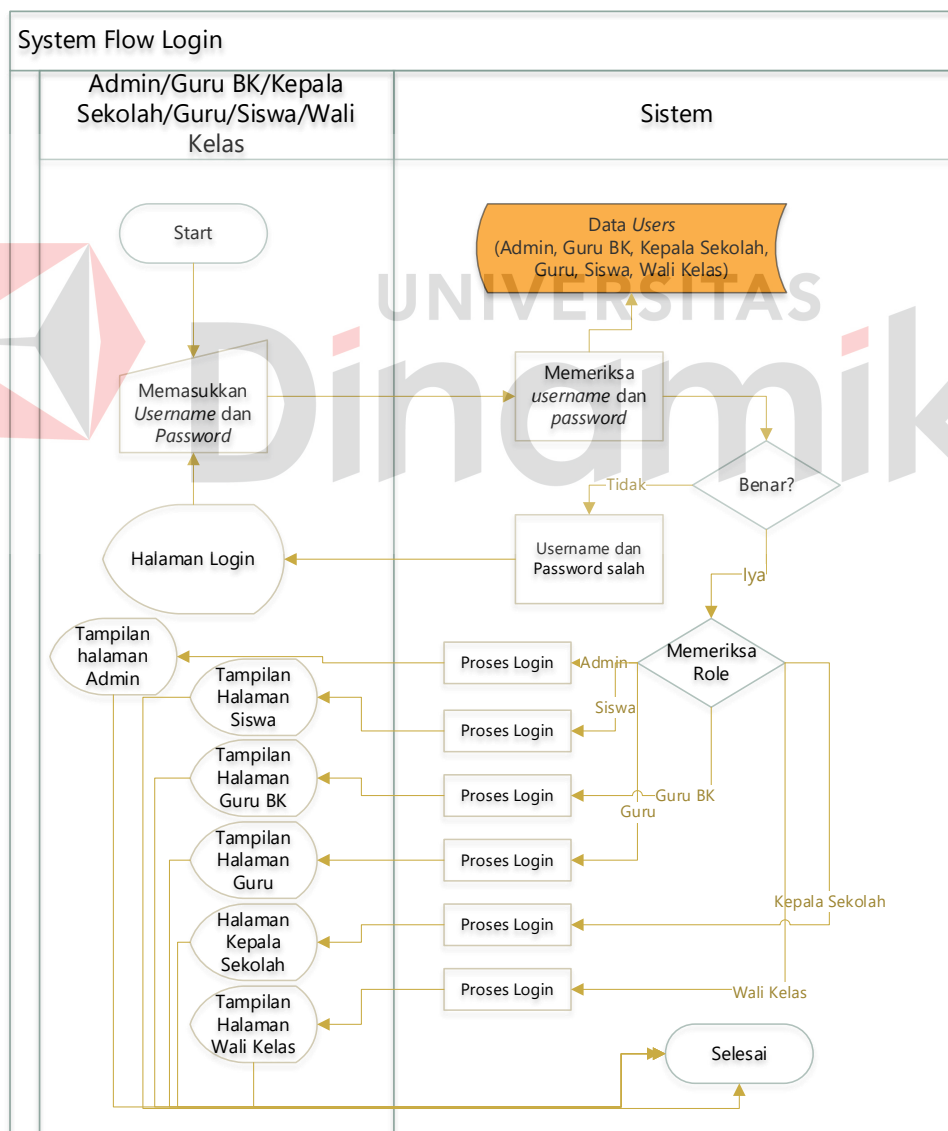 System Flow Login
Admin/Guru BK/Kepala
Sekolah/Guru/Siswa/Wali
Kelas
Sistem
Start
Data Users
(Admin, Guru BK, Kepala Sekolah,
Guru, Siswa, Wali Kelas)
UNIVERSITAS
Dinamik
Memasukkan
Username dan
Password
Memeriksa
username dan
password
Benar?
Tidak
Username dan
Password salah
Halaman Login
Iya
Memeriksa
Role
Tampilan
halaman
Admin
Proses Login
Admin
Tampilan
Halaman
Siswa
Proses Login
Siswa
Tampilan
Halaman
Guru BK
Proses Login
Guru BK
Tampilan
Halaman
Guru
Proses Login
Guru
Halaman
Kepala
Sekolah
Proses Login
Kepala Sekolah
Tampilan
Halaman
Wali Kelas
Proses Login
Wali Kelas
Selesai